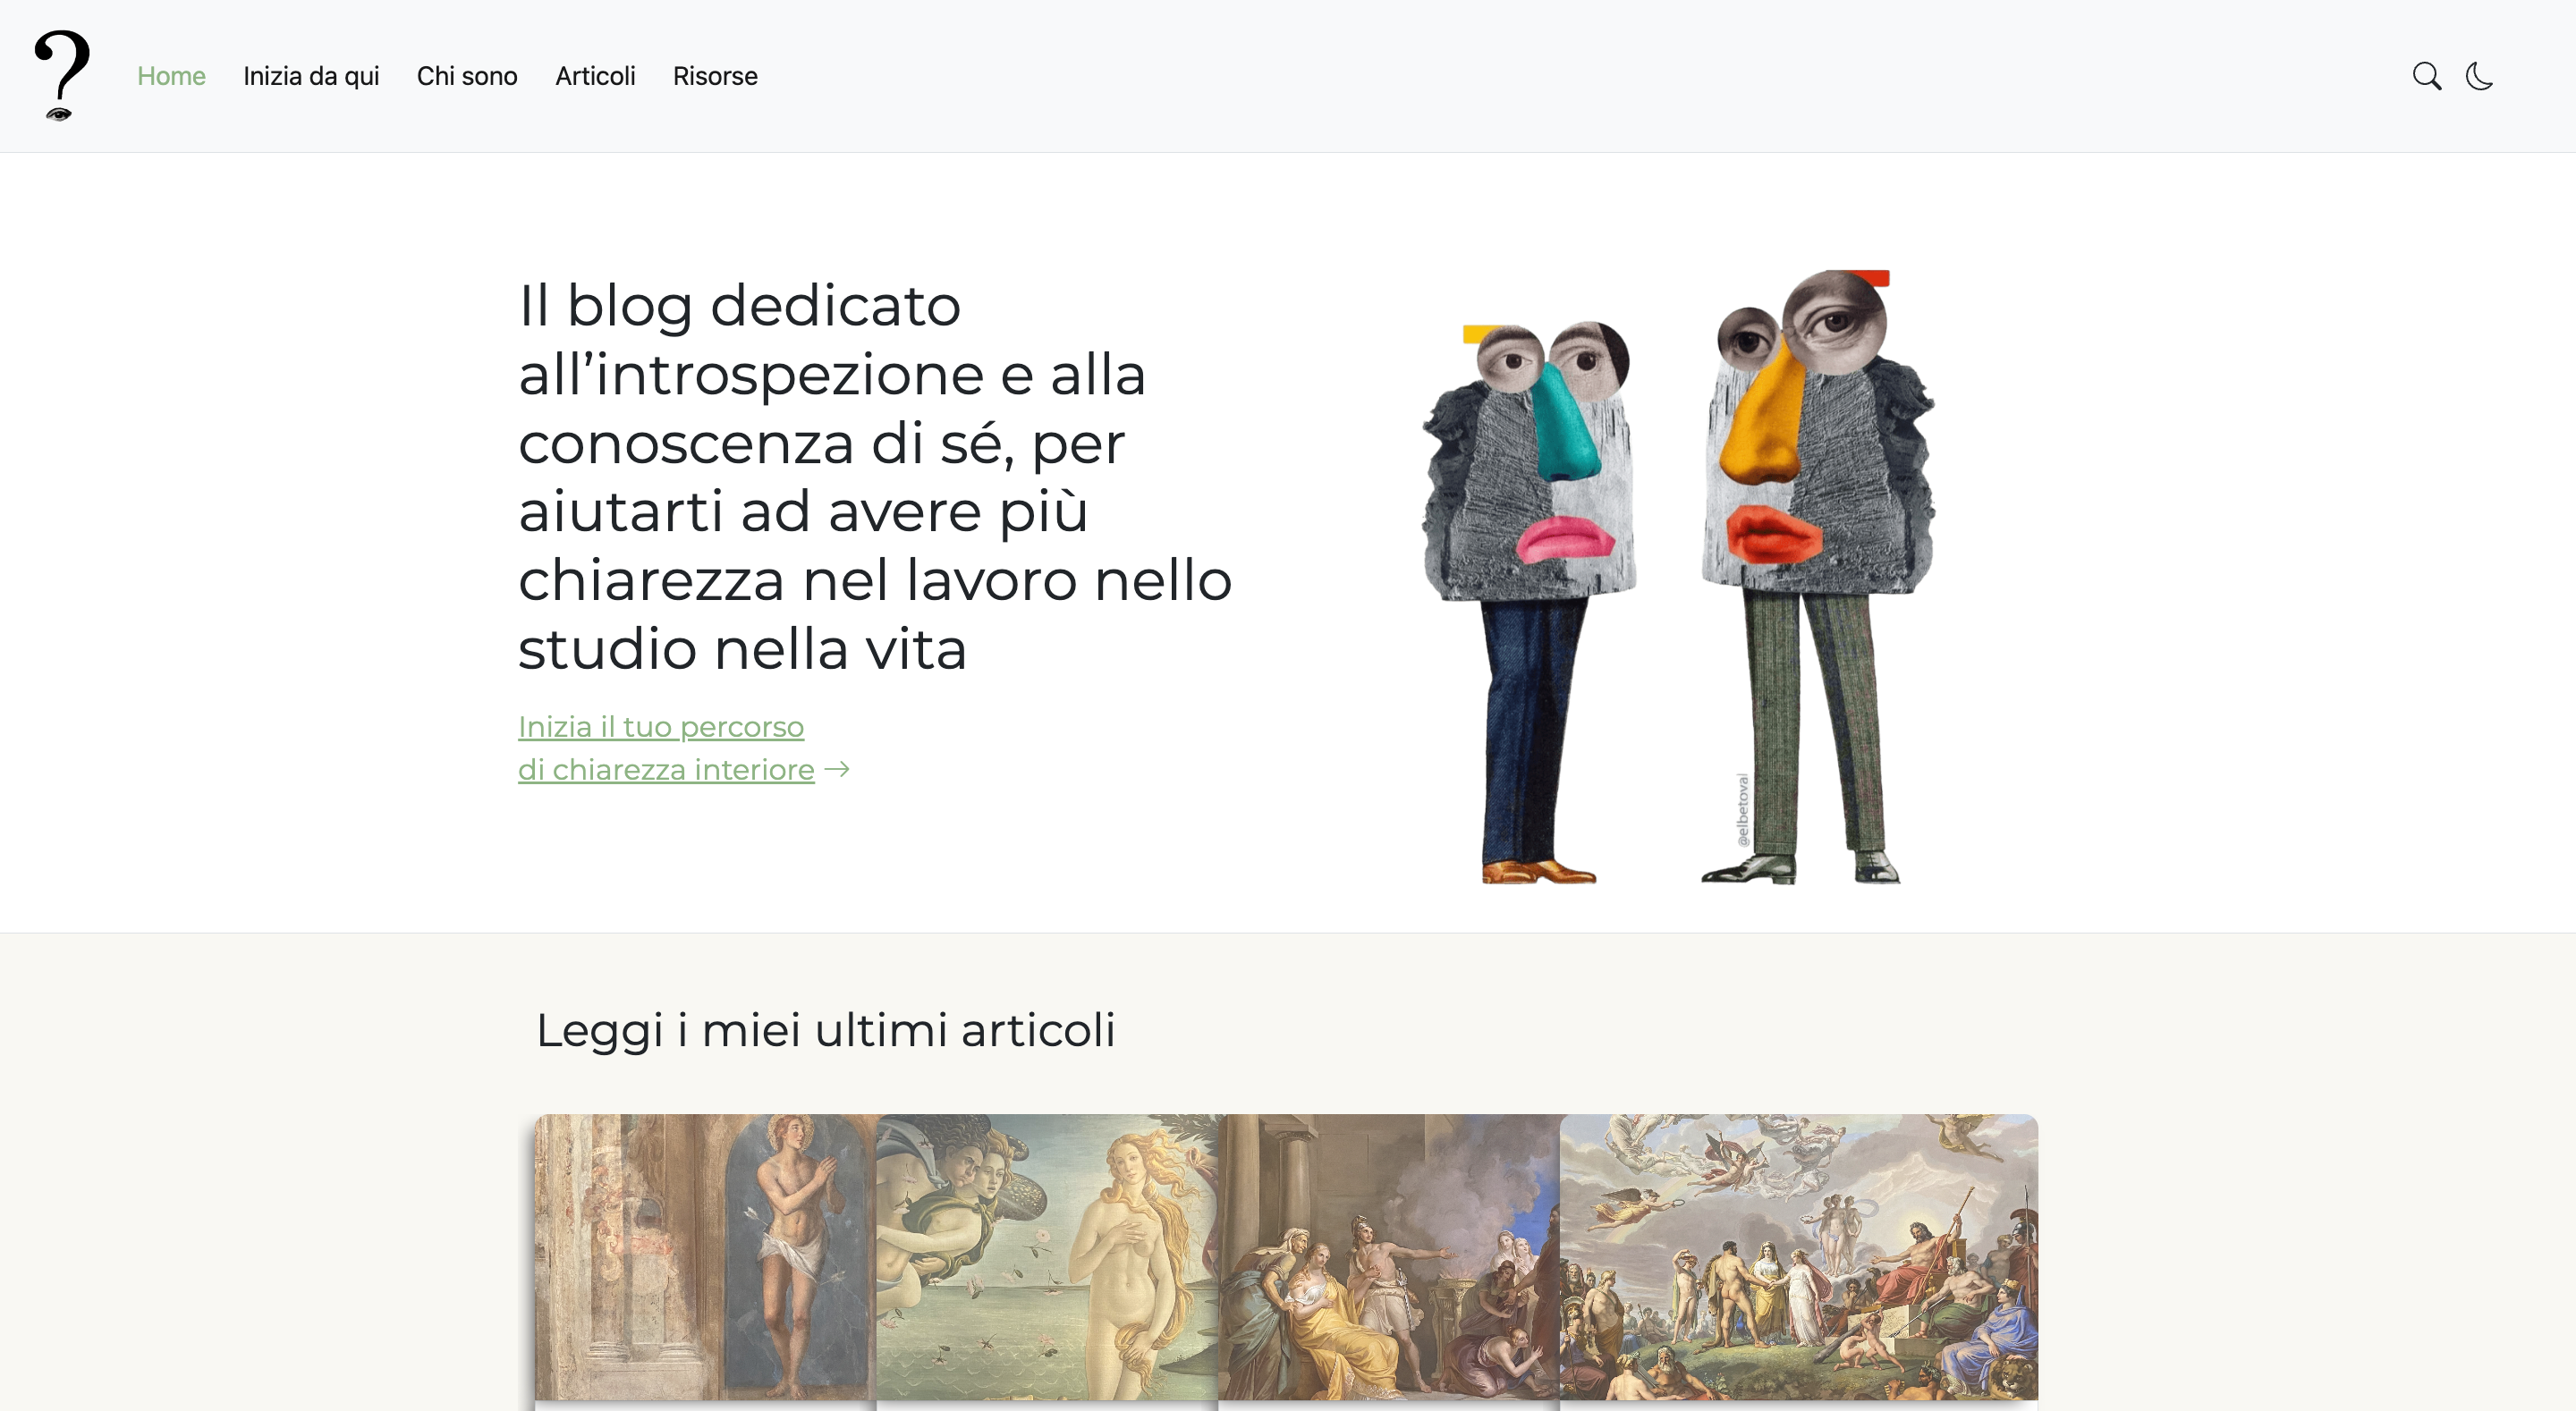 ?
Home Inizia da qui Chi sono Articoli Risorse
Il blog dedicato
all’introspezione e alla
conoscenza di sé, per
aiutarti ad avere più
chiarezza nel lavoro nello
studio nella vita
Inizia il tuo percorso
di chiarezza interiore →
@elbetoval
Leggi i miei ultimi articoli